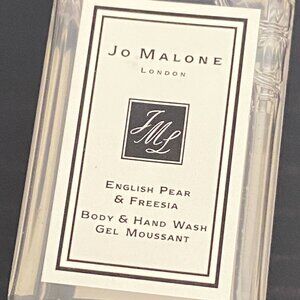 Jo Malone
London
JML
English Pear
& Freesia
Body & Hand Wash
Gel Moussant